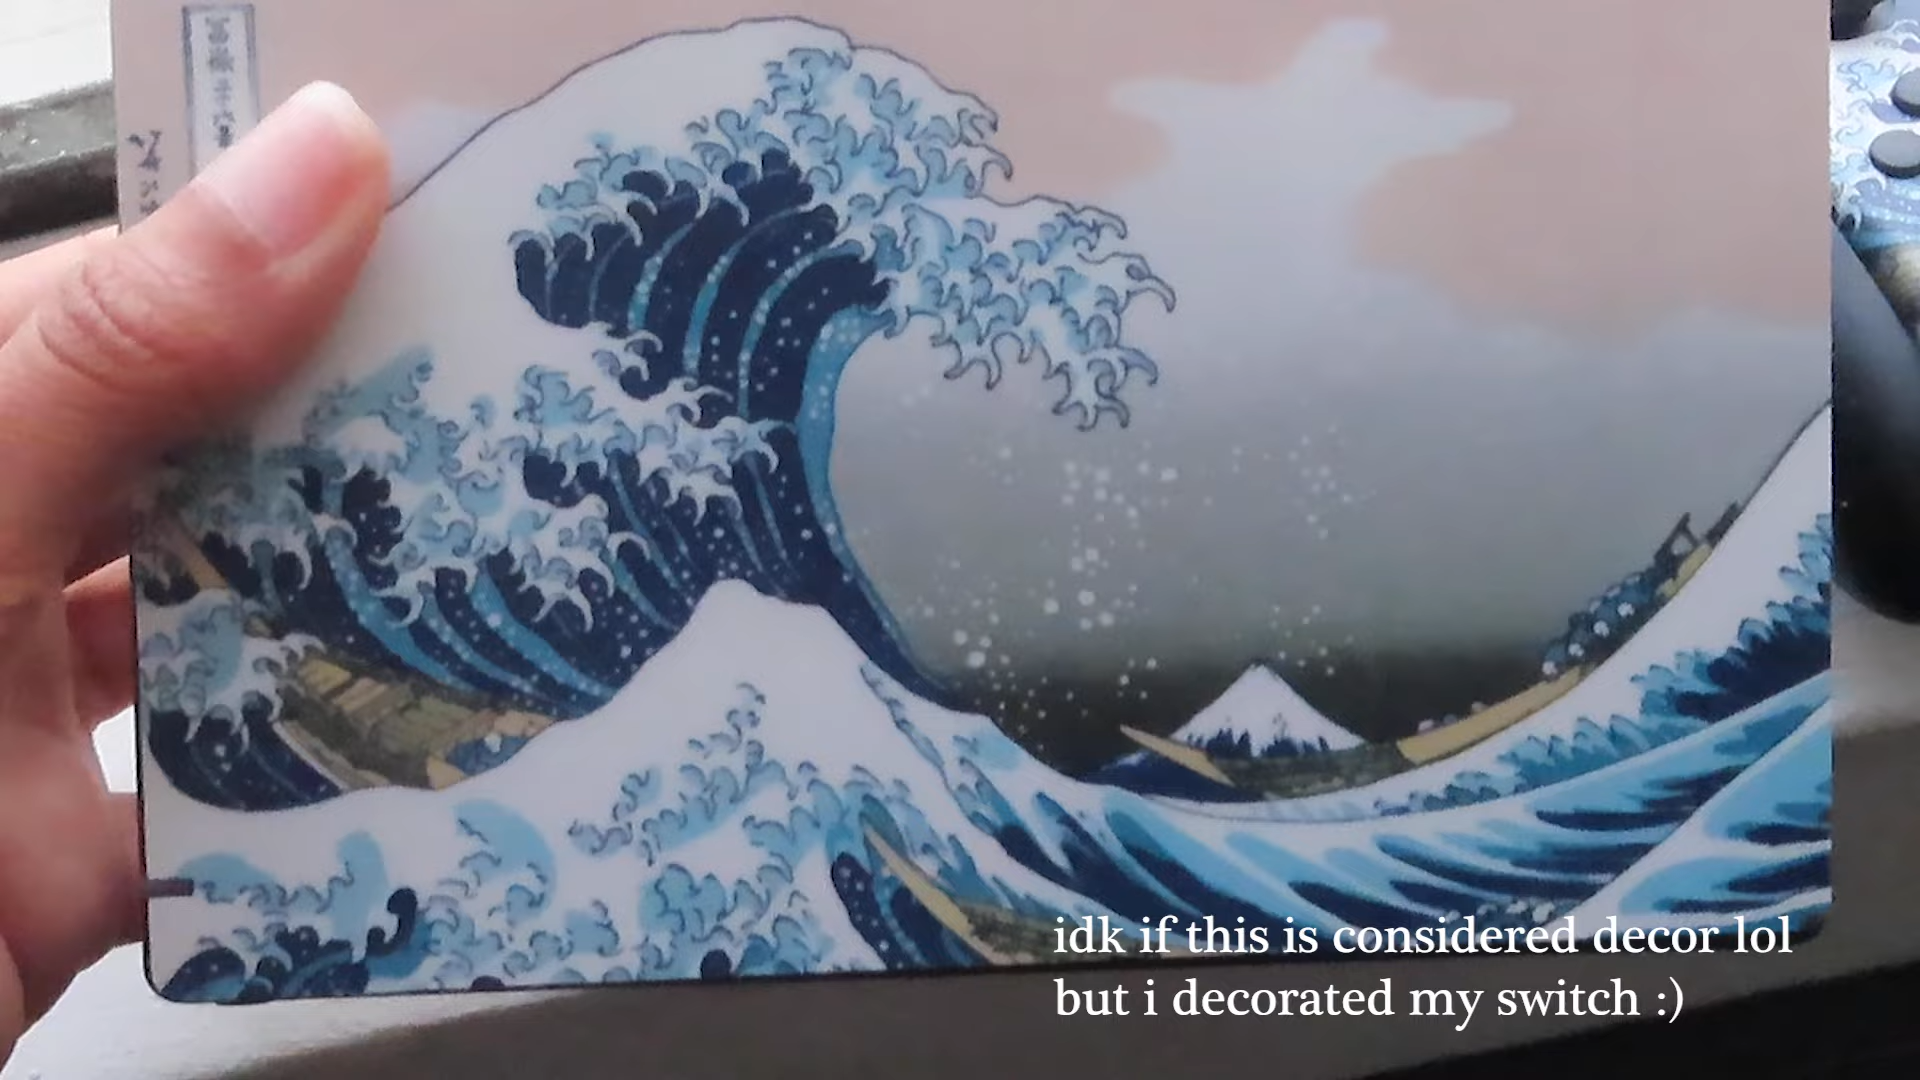 idk if this is considered decor lol
but i decorated my switch :)